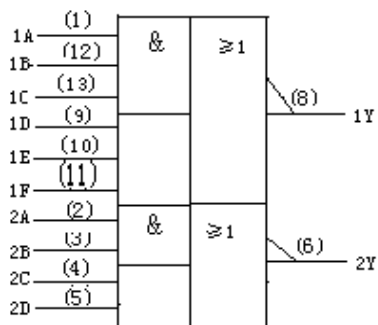 1A (1) & ≥1
1B (12)
1C (13)
1D (9) (8) 1Y
1E (10)
1F (11)
2A (2) & ≥1
2B (3) (6) 2Y
2C (4)
2D (5)